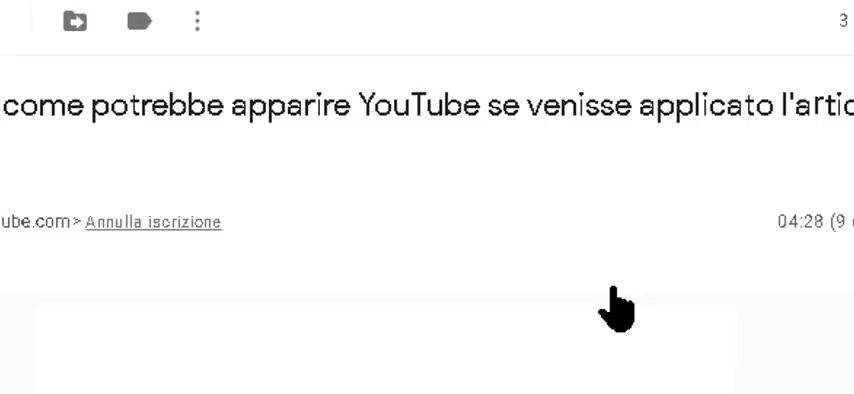 3
come potrebbe apparire YouTube se venisse applicato l'artic
ube.com> Annulla iscrizione
04:28 (9